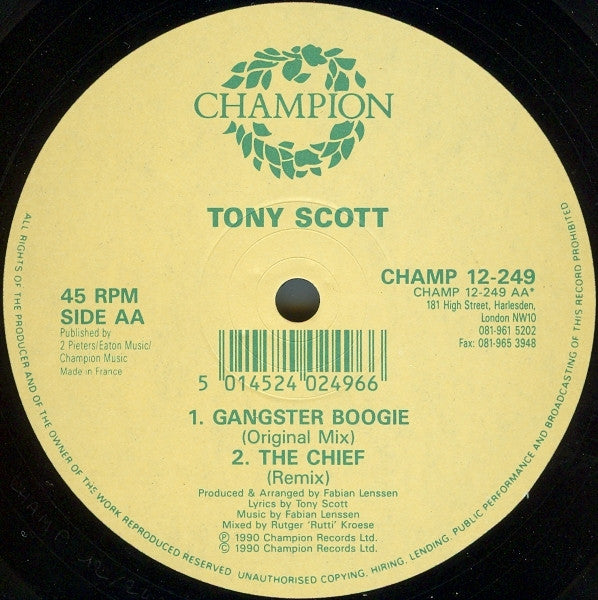 CHAMPION
TONY SCOTT
45 RPM
SIDE AA
Published by
2 Pieters/Eaton Music/
Champion Music
Made in France
CHAMP 12-249
CHAMP 12-249 AA*
181 High Street, Harlesden,
London NW10
081-961 5202
Fax: 081-965 3948
5 014524 024966
1. GANGSTER BOOGIE
(Original Mix)
2. THE CHIEF
(Remix)
Produced & Arranged by Fabian Lenssen
Lyrics by Tony Scott
Music by Fabian Lenssen
Mixed by Rutger 'Rutti' Kroese
℗ 1990 Champion Records Ltd.
© 1990 Champion Records Ltd.
ALL RIGHTS OF THE PRODUCER AND OF THE OWNER OF THE WORK REPRODUCED RESERVED UNAUTHORISED COPYING. HIRING. LENDING. PUBLIC PERFORMANCE AND BROADCASTING OF THIS RECORD PROHIBITED